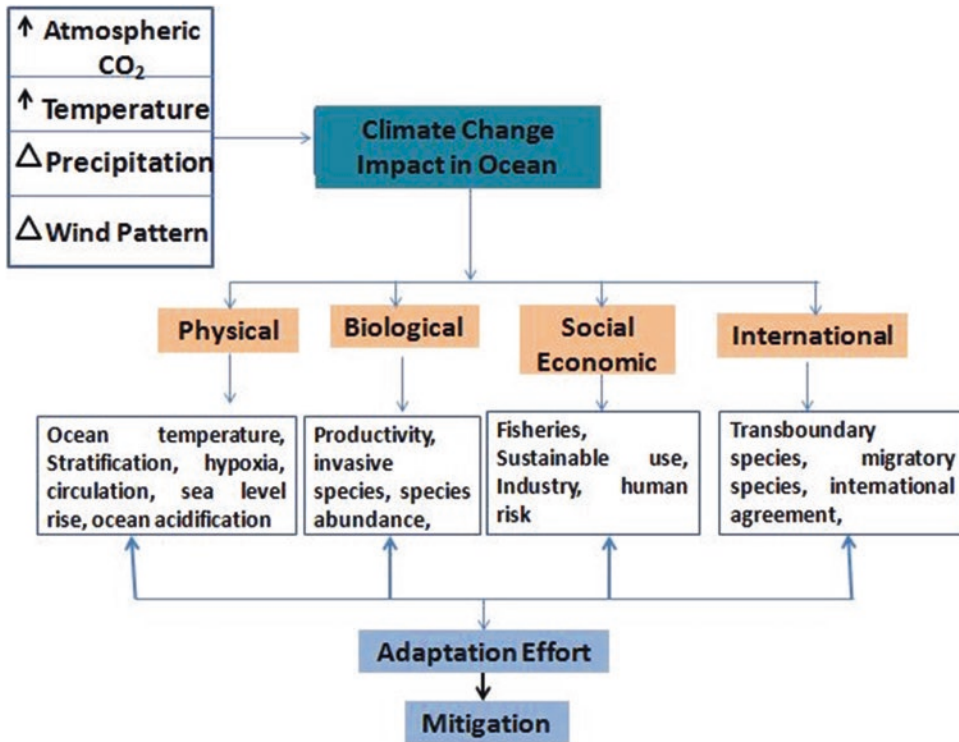 ↑ Atmospheric
CO₂
↑ Temperature
△ Precipitation
△ Wind Pattern
Climate Change
Impact in Ocean
Physical
Biological
Social
Economic
International
Ocean temperature,
Stratification, hypoxia,
circulation, sea level
rise, ocean acidification
Productivity,
invasive
species, species
abundance,
Fisheries,
Sustainable use,
Industry, human
risk
Transboundary
species, migratory
species, international
agreement,
Adaptation Effort
Mitigation